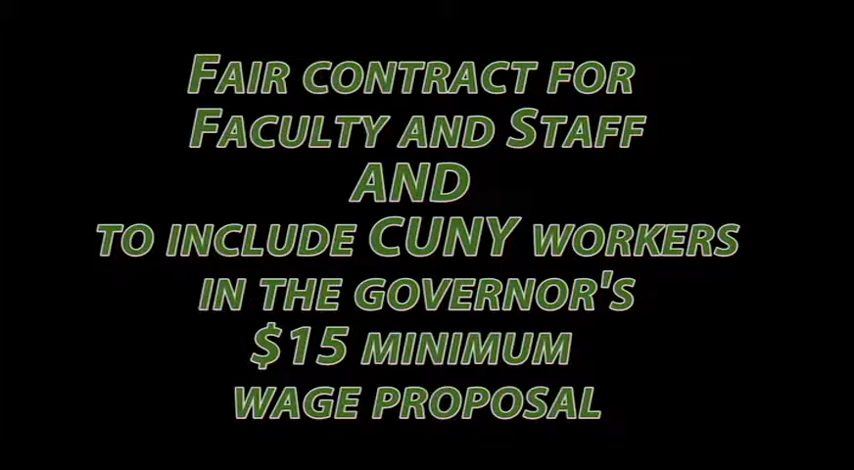 Fair contract for
Faculty and Staff
AND
to include CUNY workers
in the governor's
$15 minimum
wage proposal